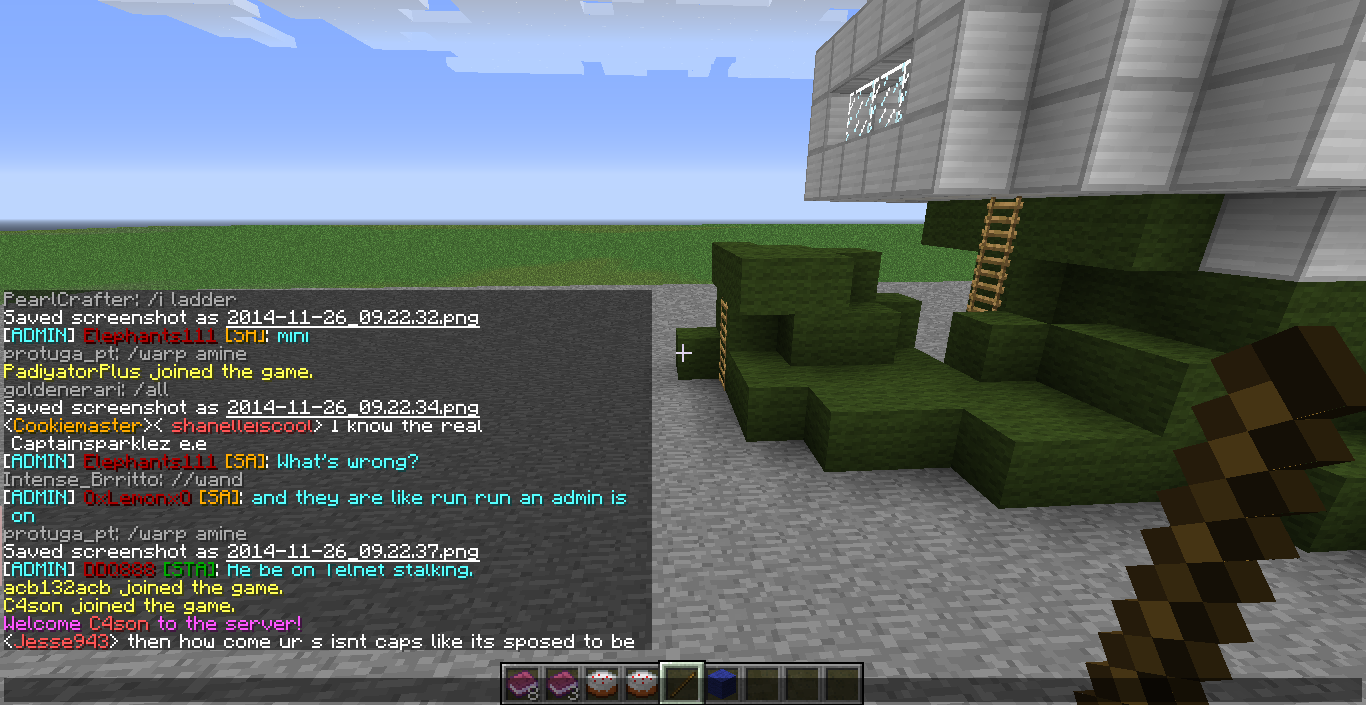 PearlCrafter: /i ladder
Saved screenshot as 2014-11-26_09.22.32.png
[ADMIN] Elephants111 [SA]: mini
protuga_pt: /warp amine
PadiyatorPlus joined the game.
goldenerari: /all
Saved screenshot as 2014-11-26_09.22.34.png
<Cookiemaster>< shanelleiscool> I know the real
Captainsparklez e.e
[ADMIN] Elephants111 [SA]: What's wrong?
Intense_Brritto: //wand
[ADMIN] 0xLemonx0 [SA]: and they are like run run an admin is
on
protuga_pt: /warp amine
Saved screenshot as 2014-11-26_09.22.37.png
[ADMIN] DDO888 [STA]: He be on Telnet stalking.
acb132acb joined the game.
C4son joined the game.
Welcome C4son to the server!
<Jesse943> then how come ur s isnt caps like its sposed to be
8
3